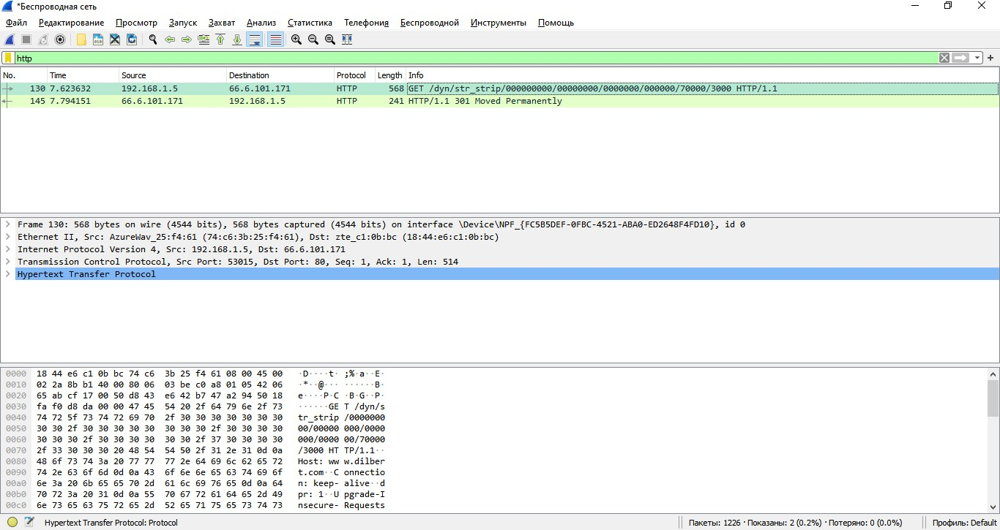 *Беспроводная сеть
Файл Редактирование Просмотр Запуск Захват Анализ Статистика Телефония Беспроводной Инструменты Помощь
http
No. Time Source Destination Protocol Length Info
130 7.623632 192.168.1.5 66.6.101.171 HTTP 568 GET /dyn/str_strip/000000000/00000000/0000000/000000/70000/3000 HTTP/1.1
145 7.794151 66.6.101.171 192.168.1.5 HTTP 241 HTTP/1.1 301 Moved Permanently
Frame 130: 568 bytes on wire (4544 bits), 568 bytes captured (4544 bits) on interface \Device\NPF_{FC5B5DEF-0FBC-4521-ABA0-ED2648F4FD10}, id 0
Ethernet II, Src: AzureWav_25:f4:61 (74:c6:3b:25:f4:61), Dst: zte_c1:0b:bc (18:44:e6:c1:0b:bc)
Internet Protocol Version 4, Src: 192.168.1.5, Dst: 66.6.101.171
Transmission Control Protocol, Src Port: 53015, Dst Port: 80, Seq: 1, Ack: 1, Len: 514
Hypertext Transfer Protocol
0000 18 44 e6 c1 0b bc 74 c6 3b 25 f4 61 08 00 45 00 ·D····t· ;%·a··E·
0010 02 2a 8b b1 40 00 80 06 03 be c0 a8 01 05 42 06 ·*··@··· ······B·
0020 65 ab cf 17 00 50 d8 43 e6 42 b7 47 a2 94 50 18 e····P·C ·B·G··P·
0030 fa f0 d8 da 00 00 47 45 54 20 2f 64 79 6e 2f 73 ······GE T /dyn/s
0040 74 72 5f 73 74 72 69 70 2f 30 30 30 30 30 30 30 tr_strip /0000000
0050 30 30 2f 30 30 30 30 30 30 30 30 2f 30 30 30 30 00/00000 000/0000
0060 30 30 30 2f 30 30 30 30 30 30 2f 37 30 30 30 30 000/0000 00/70000
0070 2f 33 30 30 30 20 48 54 54 50 2f 31 2e 31 0d 0a /3000 HT TP/1.1··
0080 48 6f 73 74 3a 20 77 77 77 2e 64 69 6c 62 65 72 Host: ww w.dilber
0090 74 2e 63 6f 6d 0d 0a 43 6f 6e 6e 65 63 74 69 6f t.com··C onnectio
00a0 6e 3a 20 6b 65 65 70 2d 61 6c 69 76 65 0d 0a 64 n: keep- alive··d
00b0 70 72 3a 20 31 0d 0a 55 70 67 72 61 64 65 2d 49 pr: 1··U pgrade-I
00c0 6e 73 65 63 75 72 65 2d 52 65 71 75 65 73 74 73 nsecure- Requests
Hypertext Transfer Protocol: Protocol Пакеты: 1226 · Показаны: 2 (0.2%) · Потеряно: 0 (0.0%) Профиль: Default